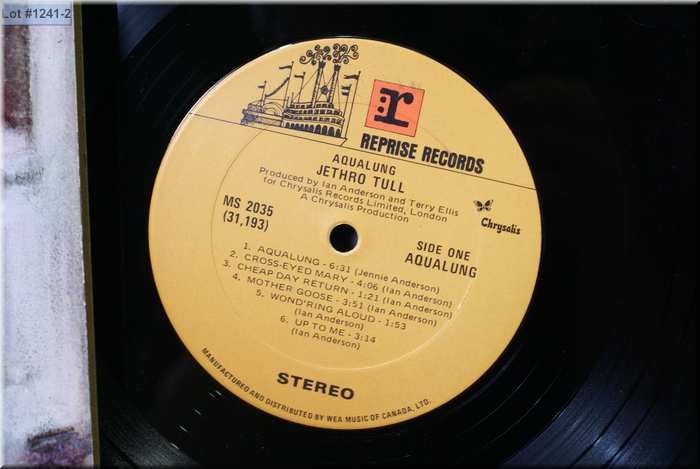 Lot #1241-2
r
REPRISE RECORDS
AQUALUNG
JETHRO TULL
Produced by Ian Anderson and Terry Ellis
for Chrysalis Records Limited, London
A Chrysalis Production
MS 2035
(31,193)
Chrysalis
SIDE ONE
AQUALUNG
1. AQUALUNG - 6:31 (Jennie Anderson)
2. CROSS-EYED MARY - 4:06 (Ian Anderson)
3. CHEAP DAY RETURN - 1:21 (Ian Anderson)
4. MOTHER GOOSE - 3:51 (Ian Anderson)
5. WOND'RING ALOUD - 1:53
(Ian Anderson)
6. UP TO ME - 3:14
(Ian Anderson)
STEREO
MANUFACTURED AND DISTRIBUTED BY WEA MUSIC OF CANADA, LTD.